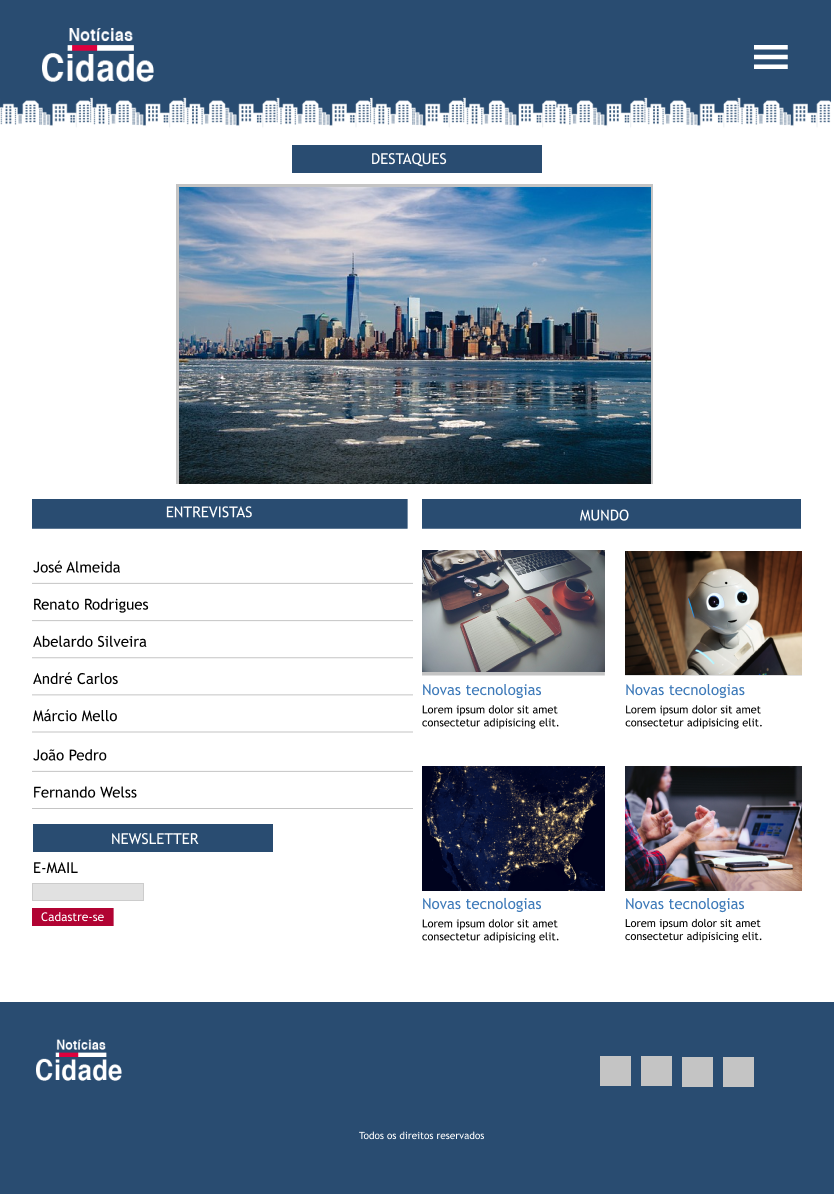 Notícias
Cidade
DESTAQUES
ENTREVISTAS
José Almeida
Renato Rodrigues
Abelardo Silveira
André Carlos
Márcio Mello
João Pedro
Fernando Welss
NEWSLETTER
E-MAIL
Cadastre-se
MUNDO
Novas tecnologias
Lorem ipsum dolor sit amet
consectetur adipisicing elit.
Novas tecnologias
Lorem ipsum dolor sit amet
consectetur adipisicing elit.
Novas tecnologias
Lorem ipsum dolor sit amet
consectetur adipisicing elit.
Novas tecnologias
Lorem ipsum dolor sit amet
consectetur adipisicing elit.
Notícias
Cidade
Todos os direitos reservados